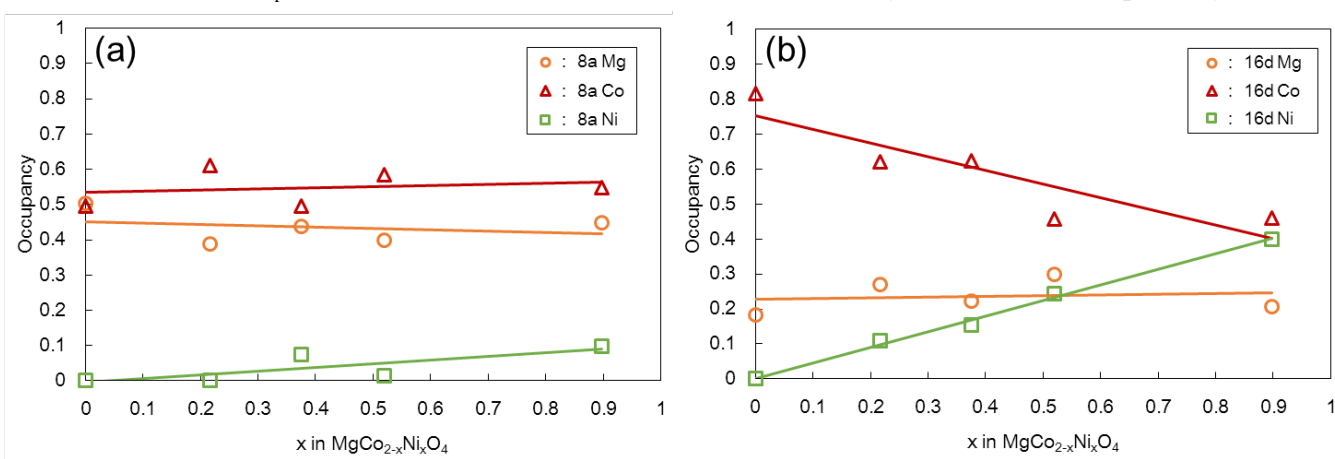 (a)
○ : 8a Mg
△ : 8a Co
□ : 8a Ni
Occupancy
1
0.9
0.8
0.7
0.6
0.5
0.4
0.3
0.2
0.1
0
0 0.1 0.2 0.3 0.4 0.5 0.6 0.7 0.8 0.9 1
x in MgCo₂₋ₓNiₓO₄
(b)
○ : 16d Mg
△ : 16d Co
□ : 16d Ni
Occupancy
1
0.9
0.8
0.7
0.6
0.5
0.4
0.3
0.2
0.1
0
0 0.1 0.2 0.3 0.4 0.5 0.6 0.7 0.8 0.9 1
x in MgCo₂₋ₓNiₓO₄